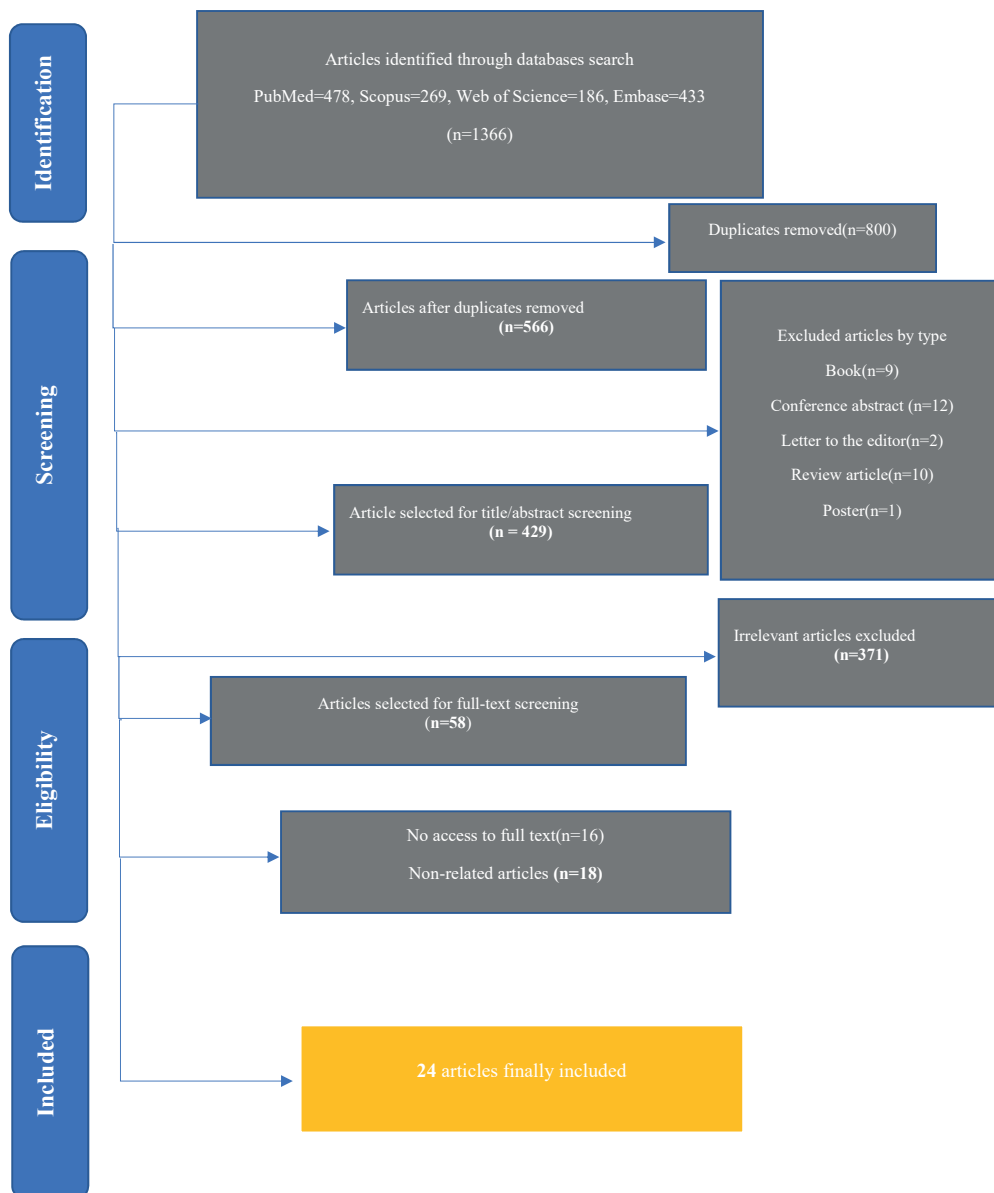 Identification
Articles identified through databases search
PubMed=478, Scopus=269, Web of Science=186, Embase=433
(n=1366)
Duplicates removed(n=800)
Screening
Articles after duplicates removed
(n=566)
Excluded articles by type
Book(n=9)
Conference abstract (n=12)
Letter to the editor(n=2)
Review article(n=10)
Poster(n=1)
Article selected for title/abstract screening
(n = 429)
Irrelevant articles excluded
(n=371)
Eligibility
Articles selected for full-text screening
(n=58)
No access to full text(n=16)
Non-related articles (n=18)
Included
24 articles finally included